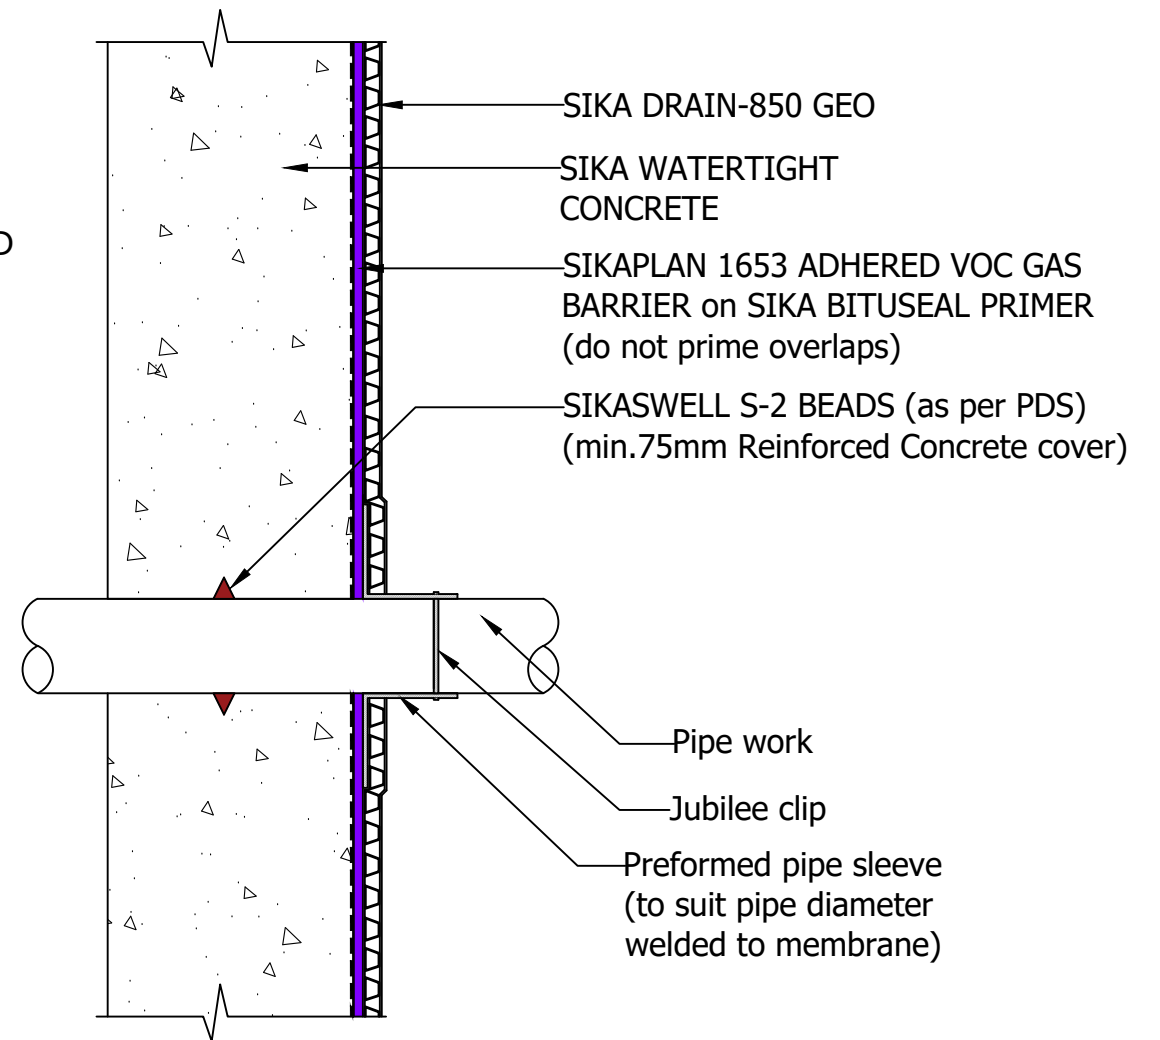 SIKA DRAIN-850 GEO
SIKA WATERTIGHT
CONCRETE
D
SIKAPLAN 1653 ADHERED VOC GAS
BARRIER on SIKA BITUSEAL PRIMER
(do not prime overlaps)
SIKASWELL S-2 BEADS (as per PDS)
(min.75mm Reinforced Concrete cover)
Pipe work
Jubilee clip
Preformed pipe sleeve
(to suit pipe diameter
welded to membrane)